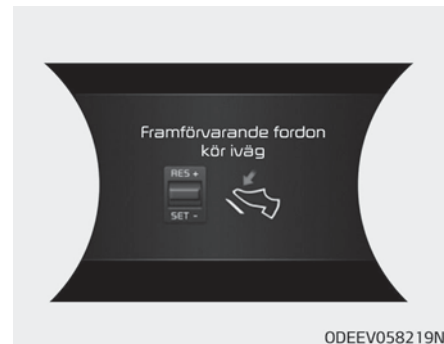 Framförvarande fordon
kör iväg
RES +
SET -
ODEEV058219N